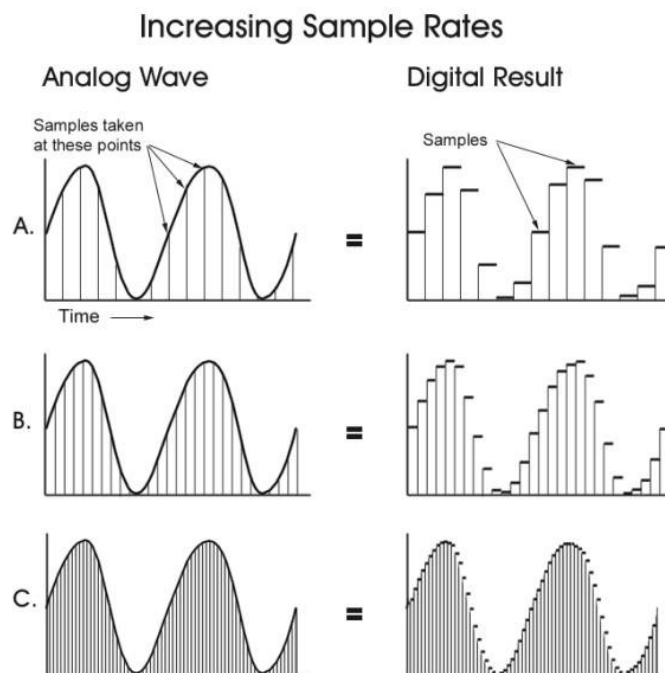 Increasing Sample Rates
Analog Wave
Digital Result
Samples taken
at these points
Samples
A.
=
Time
B.
=
C.
=